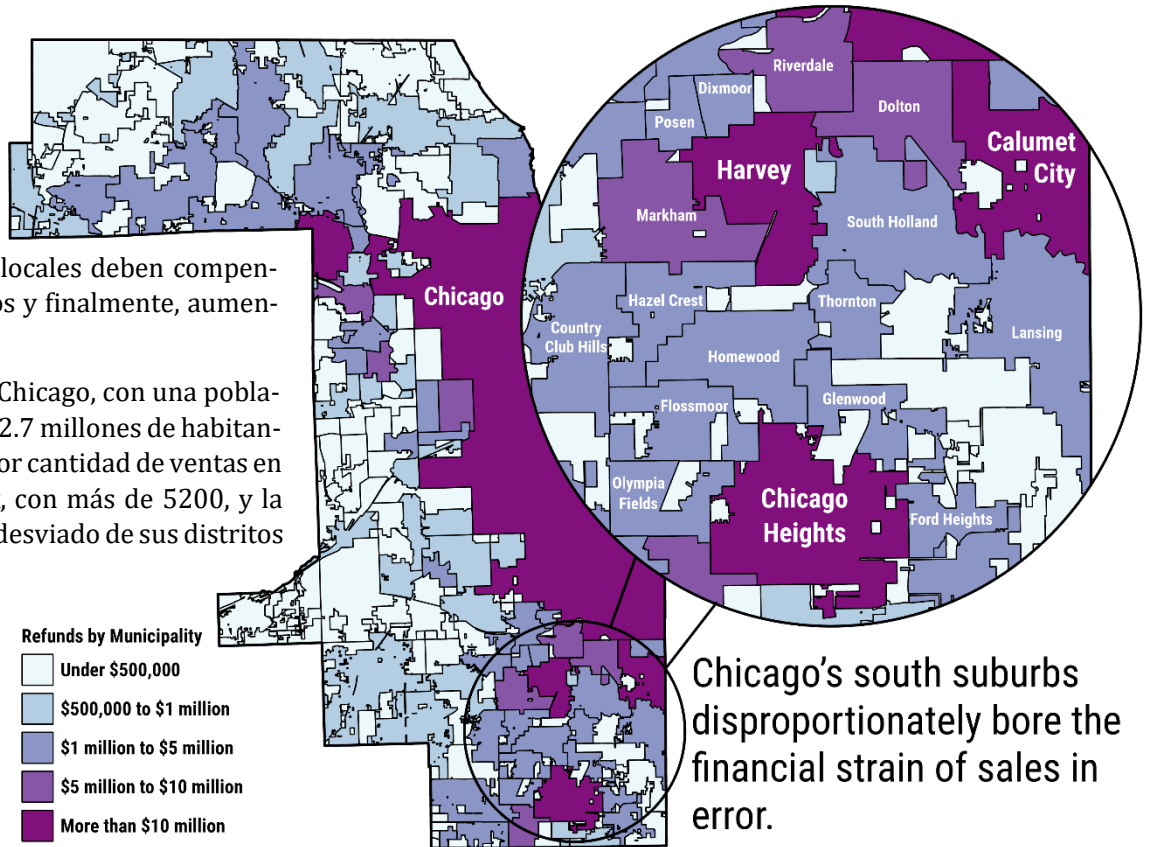 Riverdale
Dixmoor
Dolton
Posen
Calumet
City
Harvey
Markham
South Holland
locales deben compen-
os y finalmente, aumen-
Chicago
Hazel Crest
Thornton
Country
Club Hills
Lansing
Homewood
Chicago, con una pobla-
2.7 millones de habitan-
or cantidad de ventas en
, con más de 5200, y la
desviado de sus distritos
Flossmoor
Glenwood
Olympia
Fields
Chicago
Heights
Ford Heights
Refunds by Municipality
Under $500,000
$500,000 to $1 million
$1 million to $5 million
$5 million to $10 million
More than $10 million
Chicago’s south suburbs
disproportionately bore the
financial strain of sales in
error.